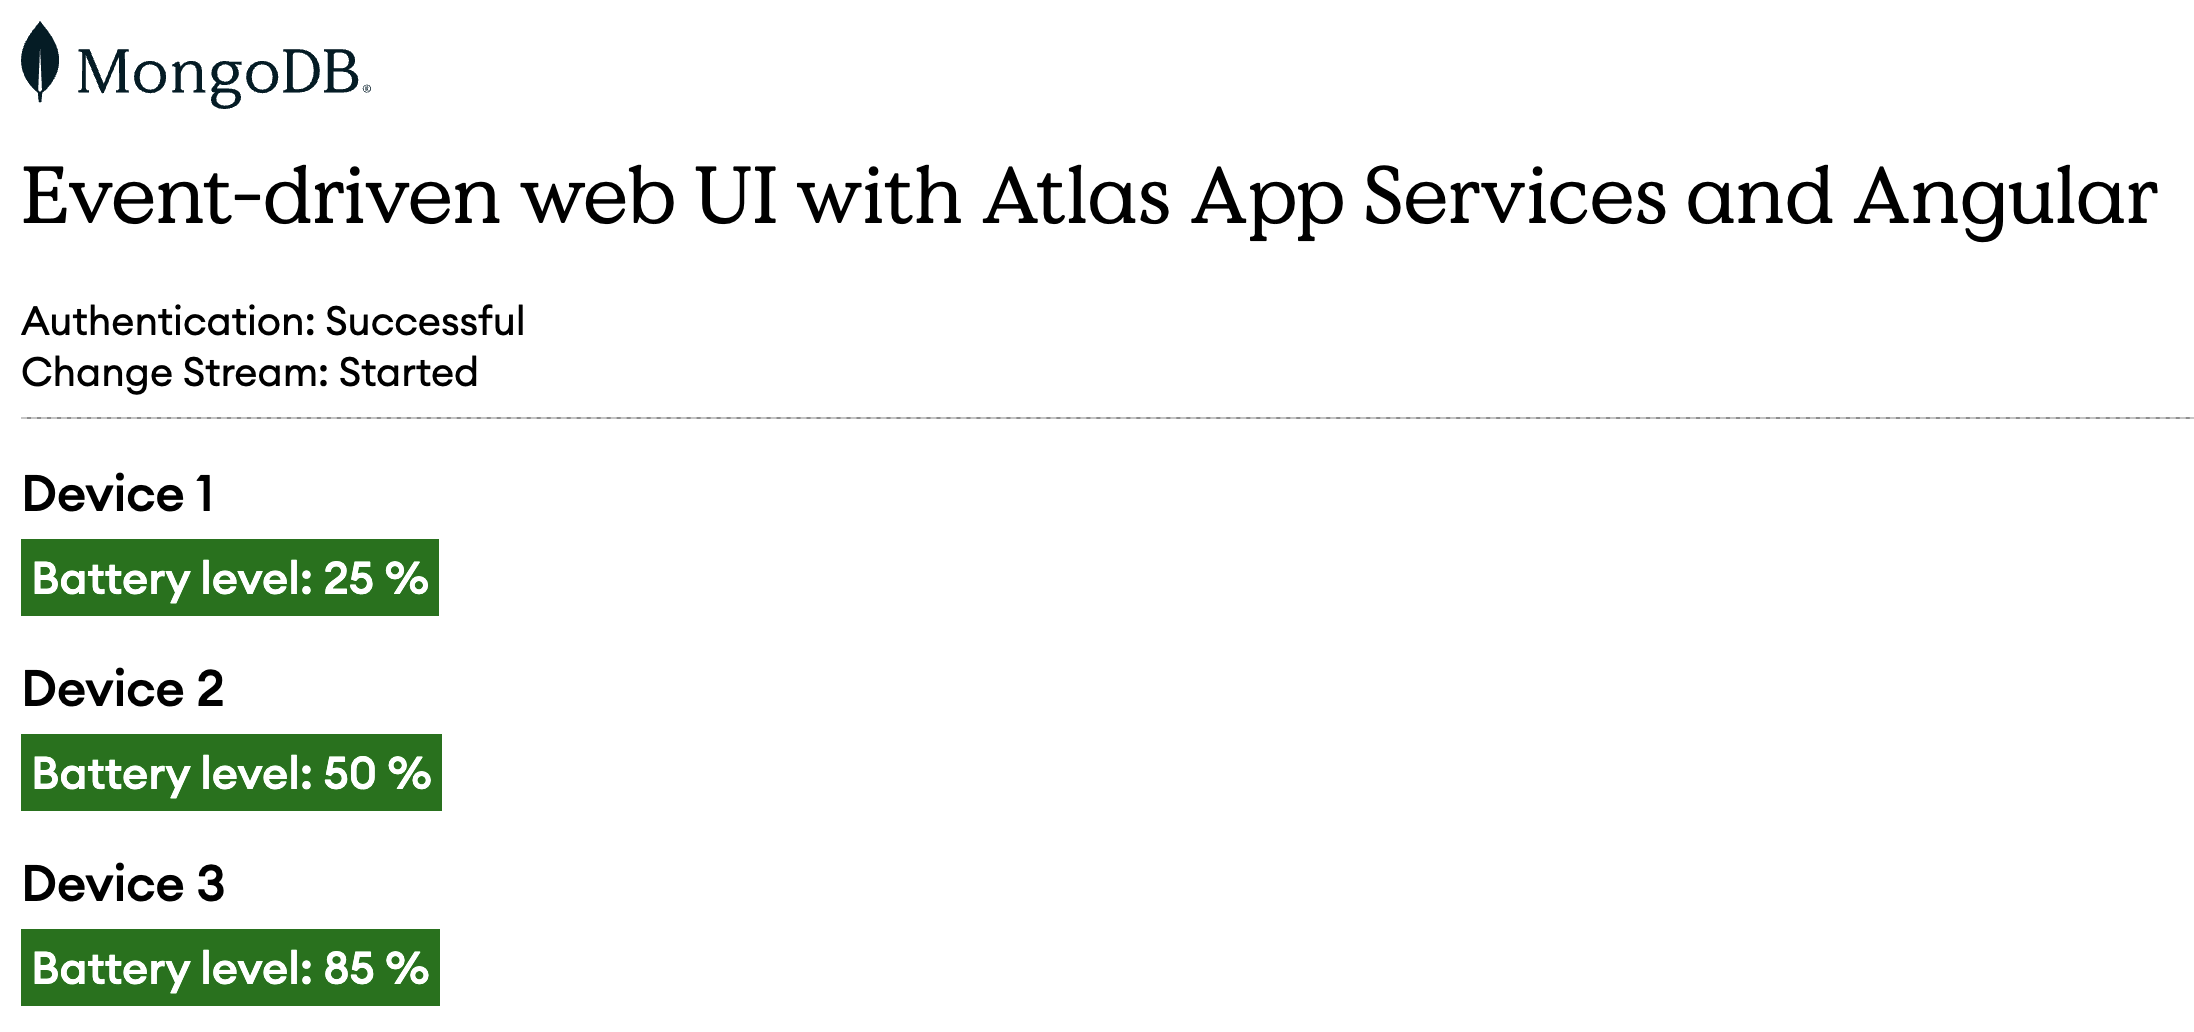 MongoDB®
Event-driven web UI with Atlas App Services and Angular
Authentication: Successful
Change Stream: Started
Device 1
Battery level: 25 %
Device 2
Battery level: 50 %
Device 3
Battery level: 85 %